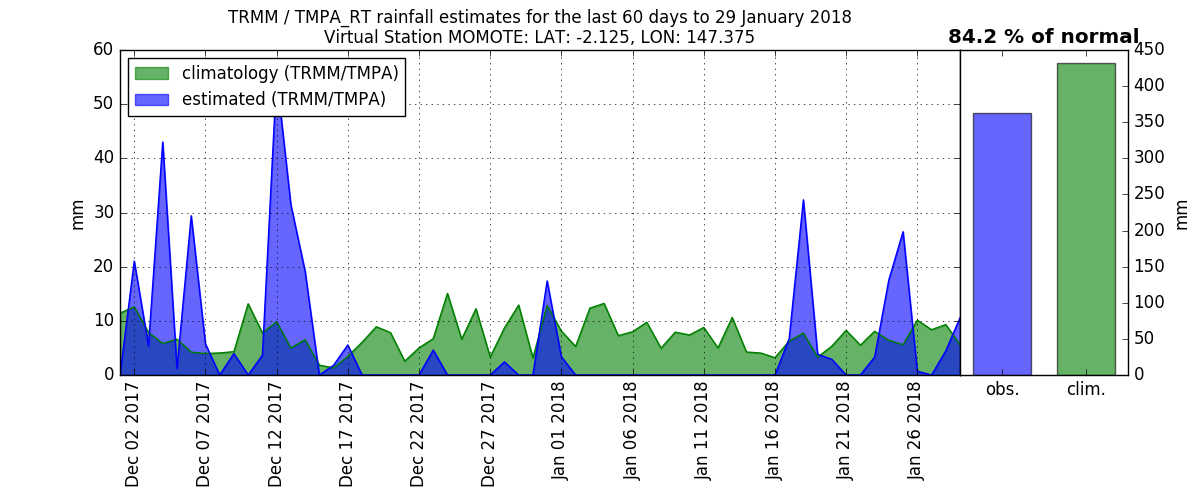 TRMM / TMPA_RT rainfall estimates for the last 60 days to 29 January 2018
Virtual Station MOMOTE: LAT: -2.125, LON: 147.375
84.2 % of normal
climatology (TRMM/TMPA)
estimated (TRMM/TMPA)
60
50
40
30
20
10
0
mm
Dec 02 2017
Dec 07 2017
Dec 12 2017
Dec 17 2017
Dec 22 2017
Dec 27 2017
Jan 01 2018
Jan 06 2018
Jan 11 2018
Jan 16 2018
Jan 21 2018
Jan 26 2018
obs.
clim.
450
400
350
300
250
200
150
100
50
0
mm